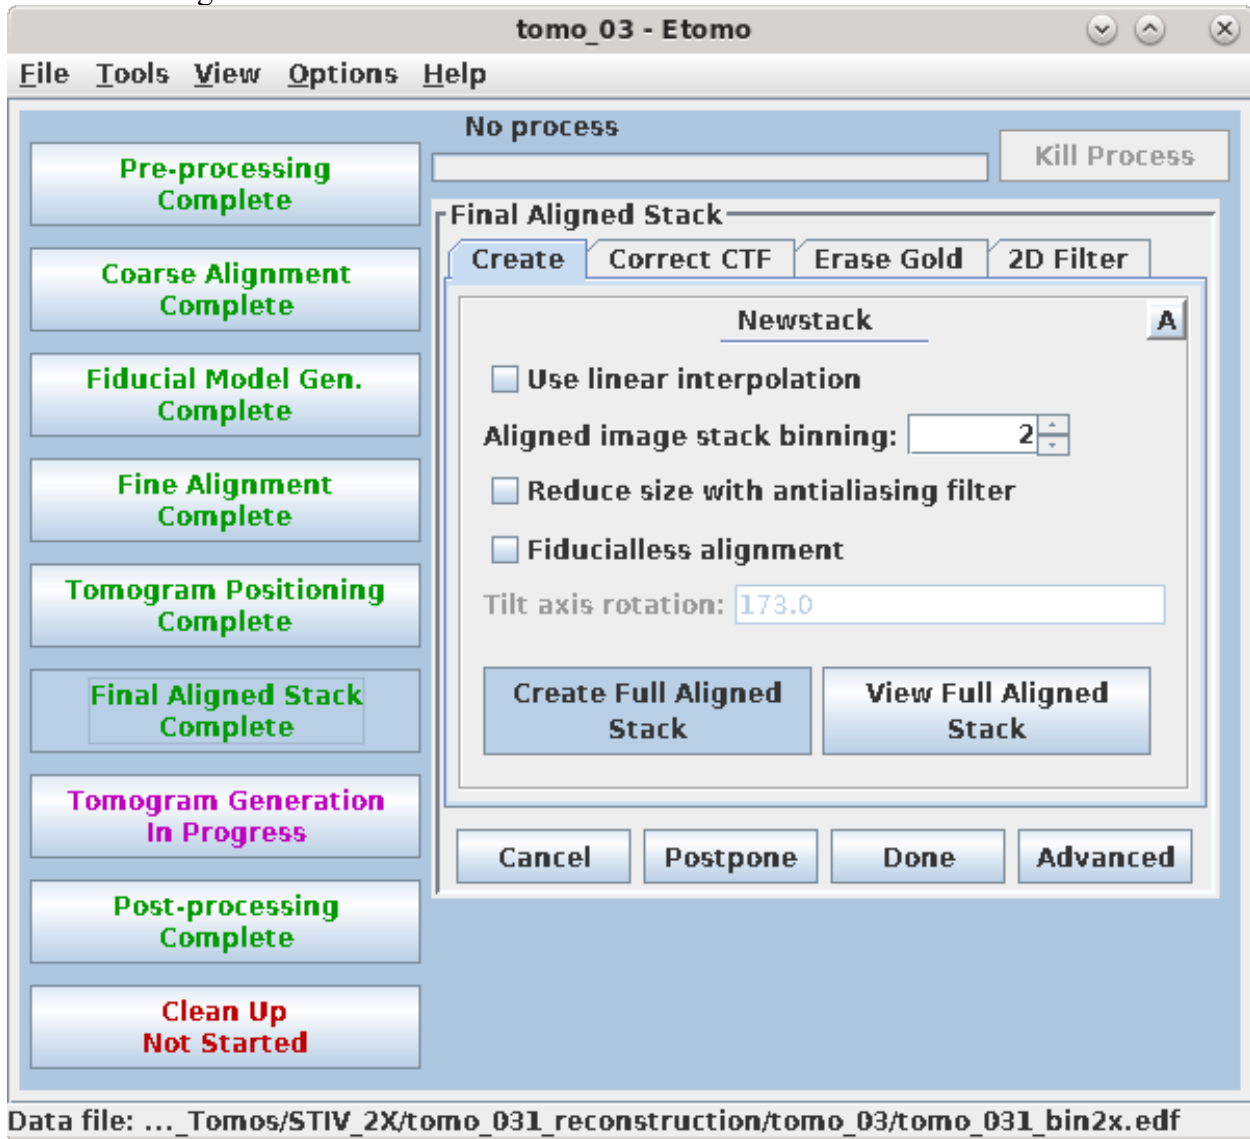 tomo_03 - Etomo
File Tools View Options Help
No process
Kill Process
Pre-processing
Complete
Coarse Alignment
Complete
Fiducial Model Gen.
Complete
Fine Alignment
Complete
Tomogram Positioning
Complete
Final Aligned Stack
Complete
Tomogram Generation
In Progress
Post-processing
Complete
Clean Up
Not Started
Final Aligned Stack
Create Correct CTF Erase Gold 2D Filter
Newstack A
Use linear interpolation
Aligned image stack binning: 2
Reduce size with antialiasing filter
Fiducialless alignment
Tilt axis rotation: 173.0
Create Full Aligned
Stack
View Full Aligned
Stack
Cancel Postpone Done Advanced
Data file: ..._Tomos/STIV_2X/tomo_031_reconstruction/tomo_03/tomo_031_bin2x.edf